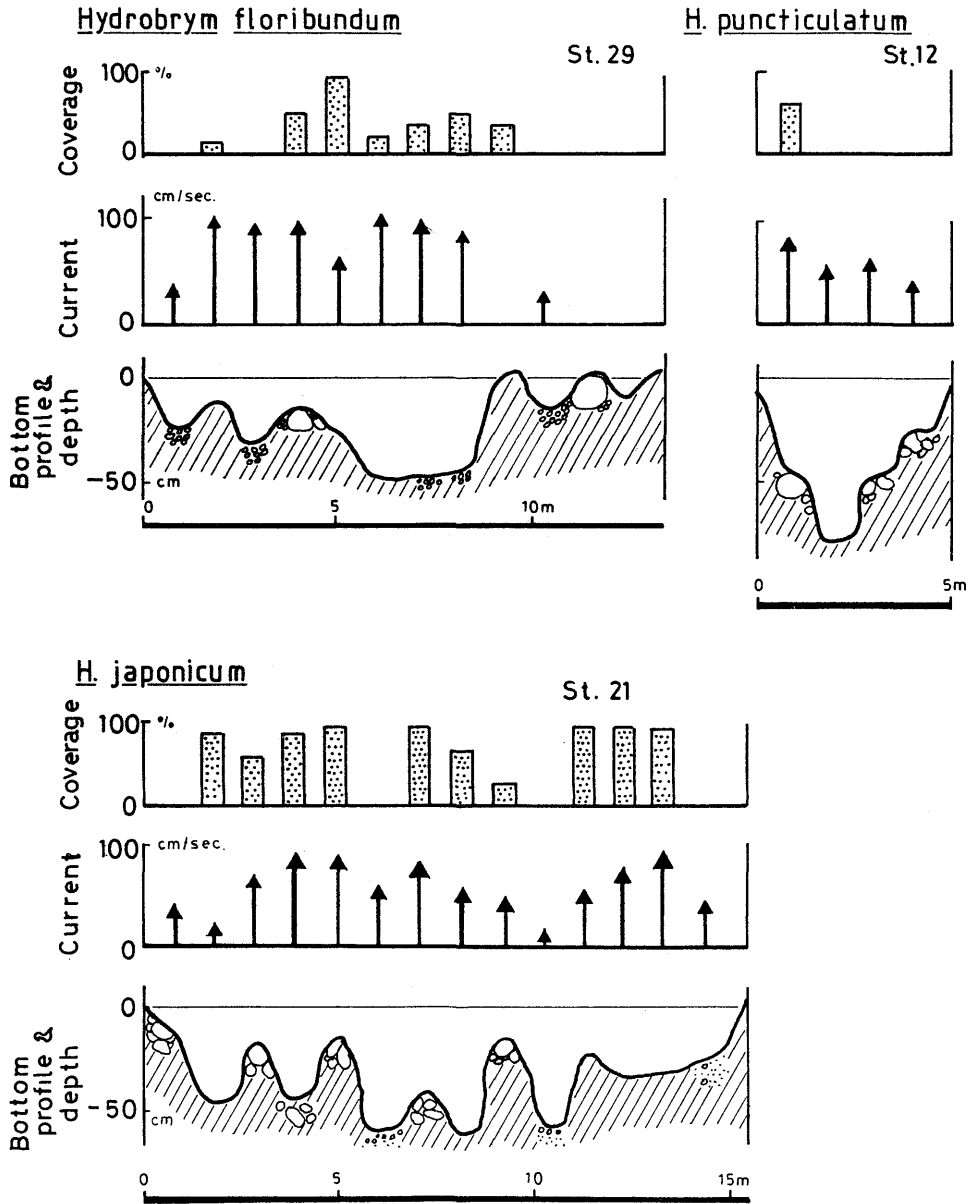 Hydrobrym floribundum
St. 29
Coverage
100 %
0
Current
cm/sec.
100
0
Bottom profile & depth
0
-50 cm
0 5 10m
H. puncticulatum
St.12
0 5m
H. japonicum
St. 21
Coverage
100 %
0
Current
100 cm/sec.
0
Bottom profile & depth
0
-50
cm
0 5 10 15m